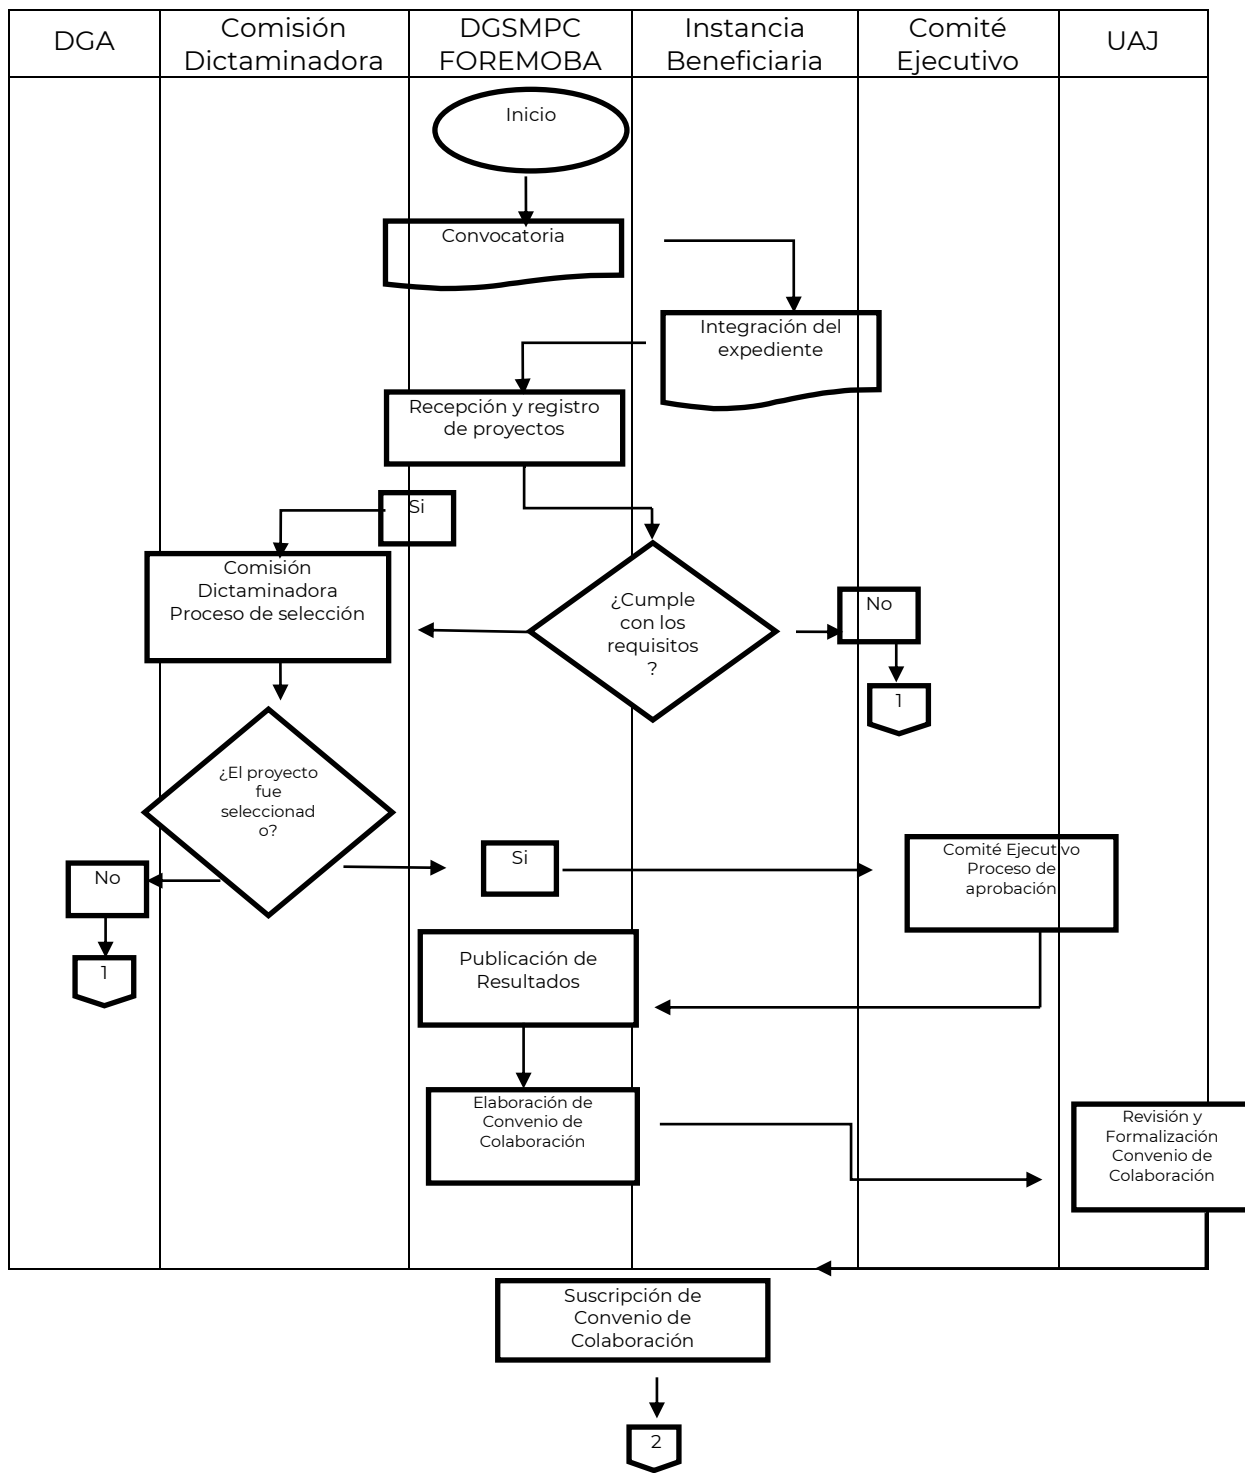 DGA
Comisión
Dictaminadora
DGSMPC
FOREMOBA
Instancia
Beneficiaria
Comité
Ejecutivo
UAJ
Inicio
Convocatoria
Integración del
expediente
Recepción y registro
de proyectos
Si
Comisión
Dictaminadora
Proceso de selección
¿Cumple
con los
requisitos
?
No
1
¿El proyecto
fue
seleccionad
o?
No
1
Si
Comité Ejecutivo
Proceso de
aprobación
Publicación de
Resultados
Elaboración de
Convenio de
Colaboración
Revisión y
Formalización
Convenio de
Colaboración
Suscripción de
Convenio de
Colaboración
2